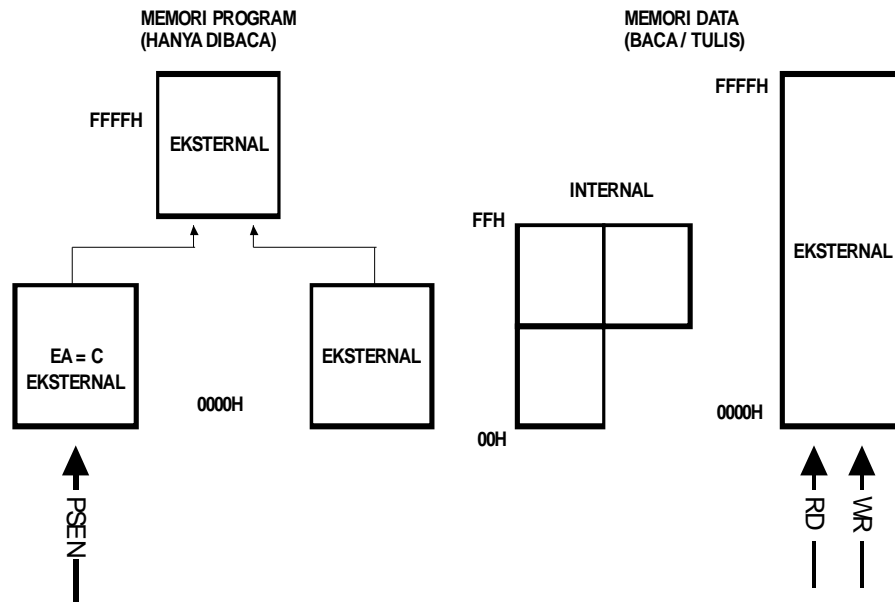 MEMORI PROGRAM
(HANYA DIBACA)
FFFFH
EKSTERNAL
EA = C
EKSTERNAL
0000H
EKSTERNAL
PSEN
MEMORI DATA
(BACA / TULIS)
FFFFH
INTERNAL
FFH
EKSTERNAL
00H
0000H
RD
WR